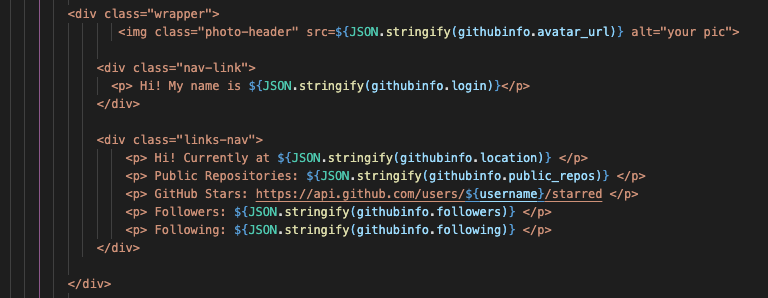 <div class="wrapper">
<img class="photo-header" src=${JSON.stringify(githubinfo.avatar_url)} alt="your pic">
<div class="nav-link">
<p> Hi! My name is ${JSON.stringify(githubinfo.login)}</p>
</div>
<div class="links-nav">
<p> Hi! Currently at ${JSON.stringify(githubinfo.location)} </p>
<p> Public Repositories: ${JSON.stringify(githubinfo.public_repos)} </p>
<p> GitHub Stars: https://api.github.com/users/${username}/starred </p>
<p> Followers: ${JSON.stringify(githubinfo.followers)} </p>
<p> Following: ${JSON.stringify(githubinfo.following)} </p>
</div>
</div>